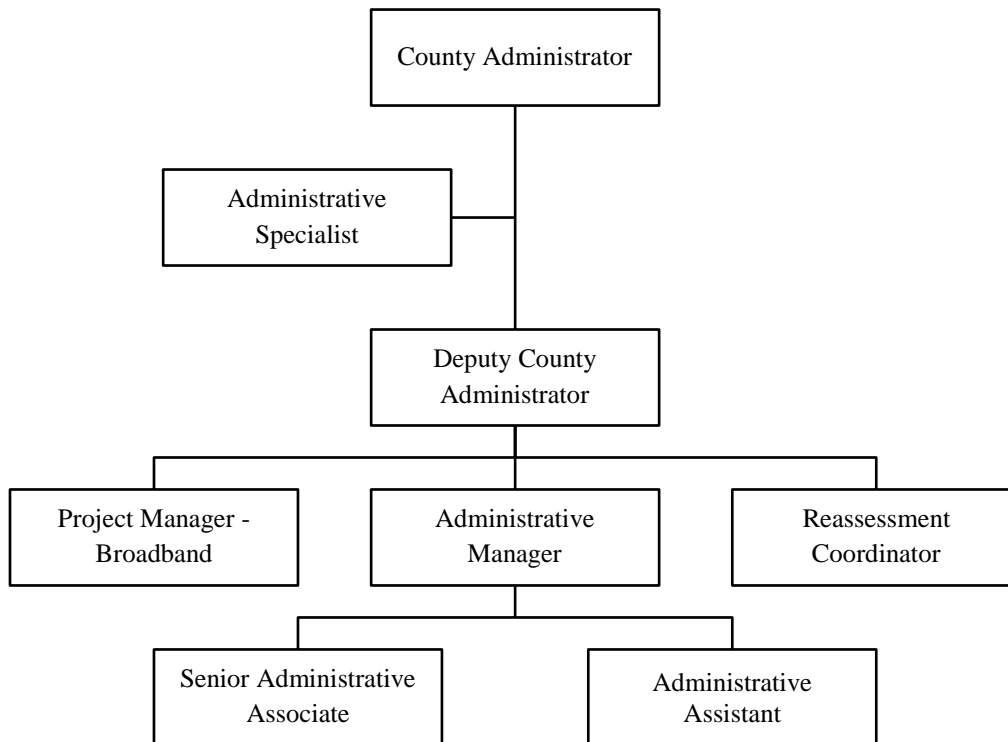 County Administrator
Administrative
Specialist
Deputy County
Administrator
Project Manager -
Broadband
Administrative
Manager
Reassessment
Coordinator
Senior Administrative
Associate
Administrative
Assistant